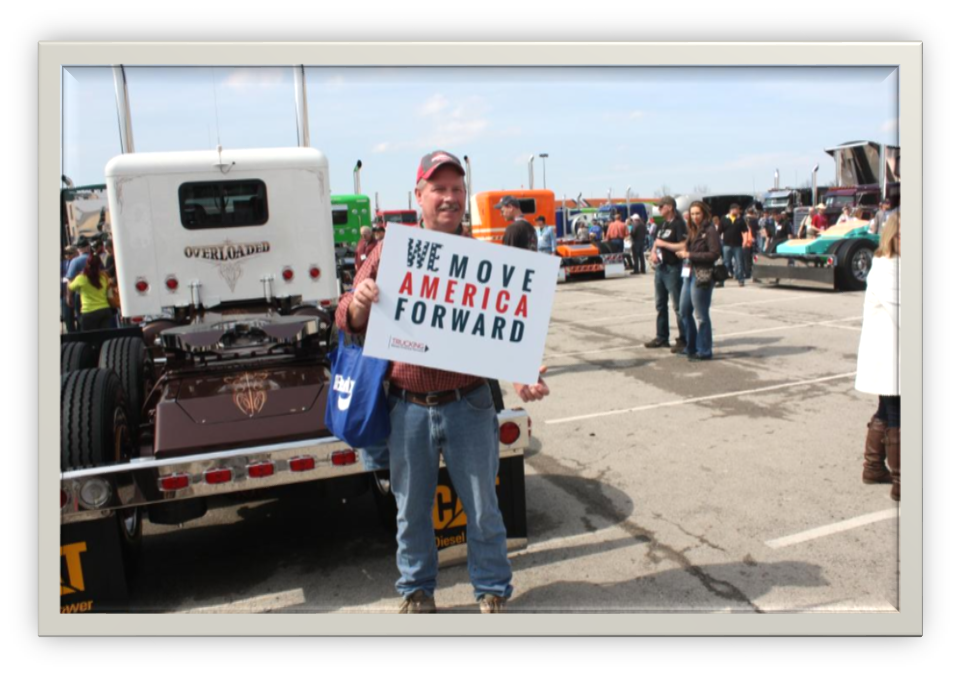 OVERLOADED
WE MOVE
AMERICA
FORWARD
TRUCKING
CAT
Diesel